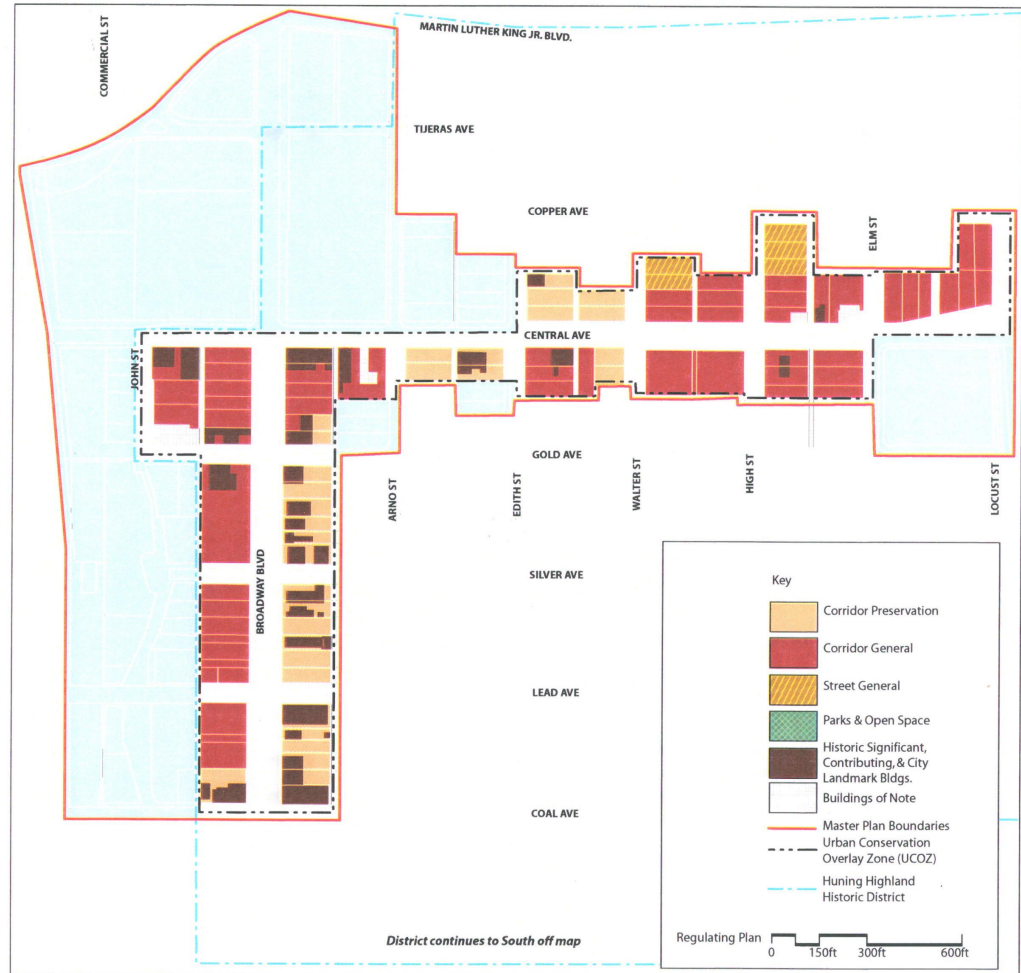 COMMERCIAL ST
MARTIN LUTHER KING JR. BLVD.
TIJERAS AVE
COPPER AVE
ELM ST
CENTRAL AVE
JOHN ST
GOLD AVE
ARNO ST
EDITH ST
WALTER ST
HIGH ST
LOCUST ST
BROADWAY BLVD
SILVER AVE
LEAD AVE
COAL AVE
District continues to South off map
Key
Corridor Preservation
Corridor General
Street General
Parks & Open Space
Historic Significant,
Contributing, & City
Landmark Bldgs.
Buildings of Note
Master Plan Boundaries
Urban Conservation
Overlay Zone (UCOZ)
Huning Highland
Historic District
Regulating Plan
0 150ft 300ft 600ft